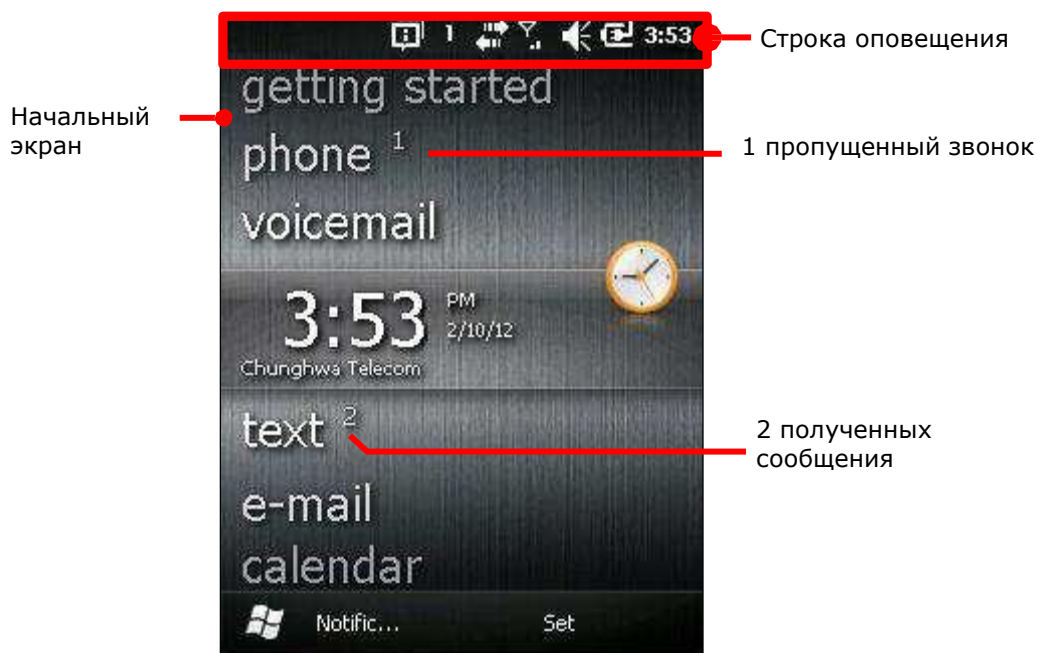 1 3:53
Строка оповещения
getting started
Начальный
экран
phone 1
1 пропущенный звонок
voicemail
3:53 PM
2/10/12
Chunghwa Telecom
text 2
2 полученных
сообщения
e-mail
calendar
Notific... Set